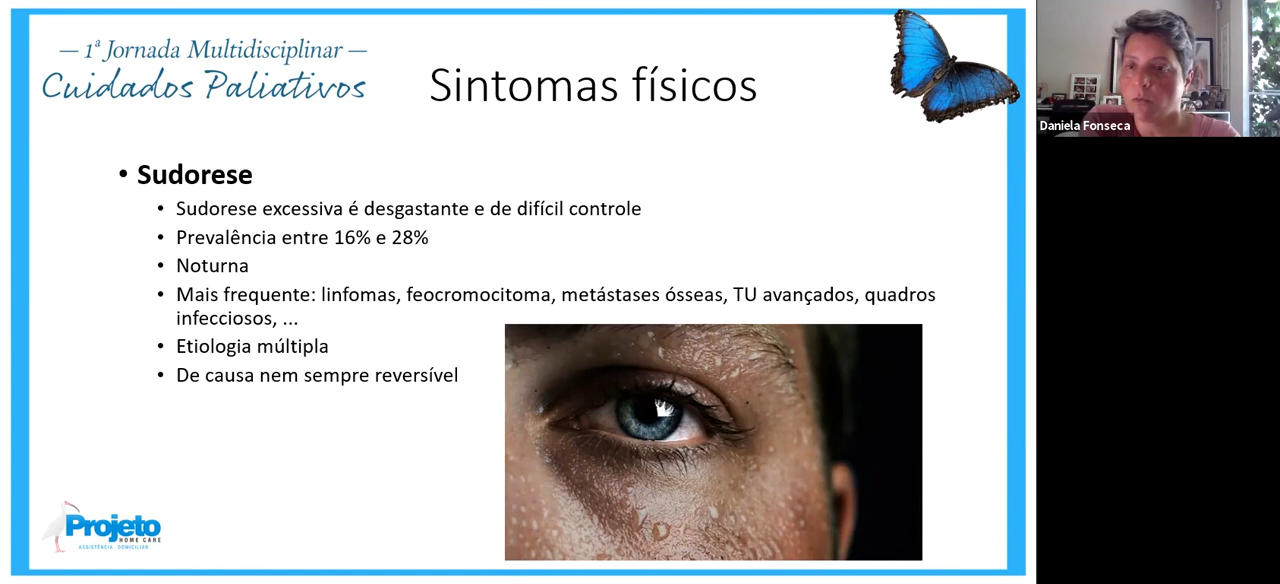 — 1ª Jornada Multidisciplinar —
Cuidados Paliativos
Sintomas físicos
• Sudorese
• Sudorese excessiva é desgastante e de difícil controle
• Prevalência entre 16% e 28%
• Noturna
• Mais frequente: linfomas, feocromocitoma, metástases ósseas, TU avançados, quadros
infecciosos, ...
• Etiologia múltipla
• De causa nem sempre reversível
Projeto
HOME CARE
ASSISTÊNCIA DOMICILIAR
Daniela Fonseca